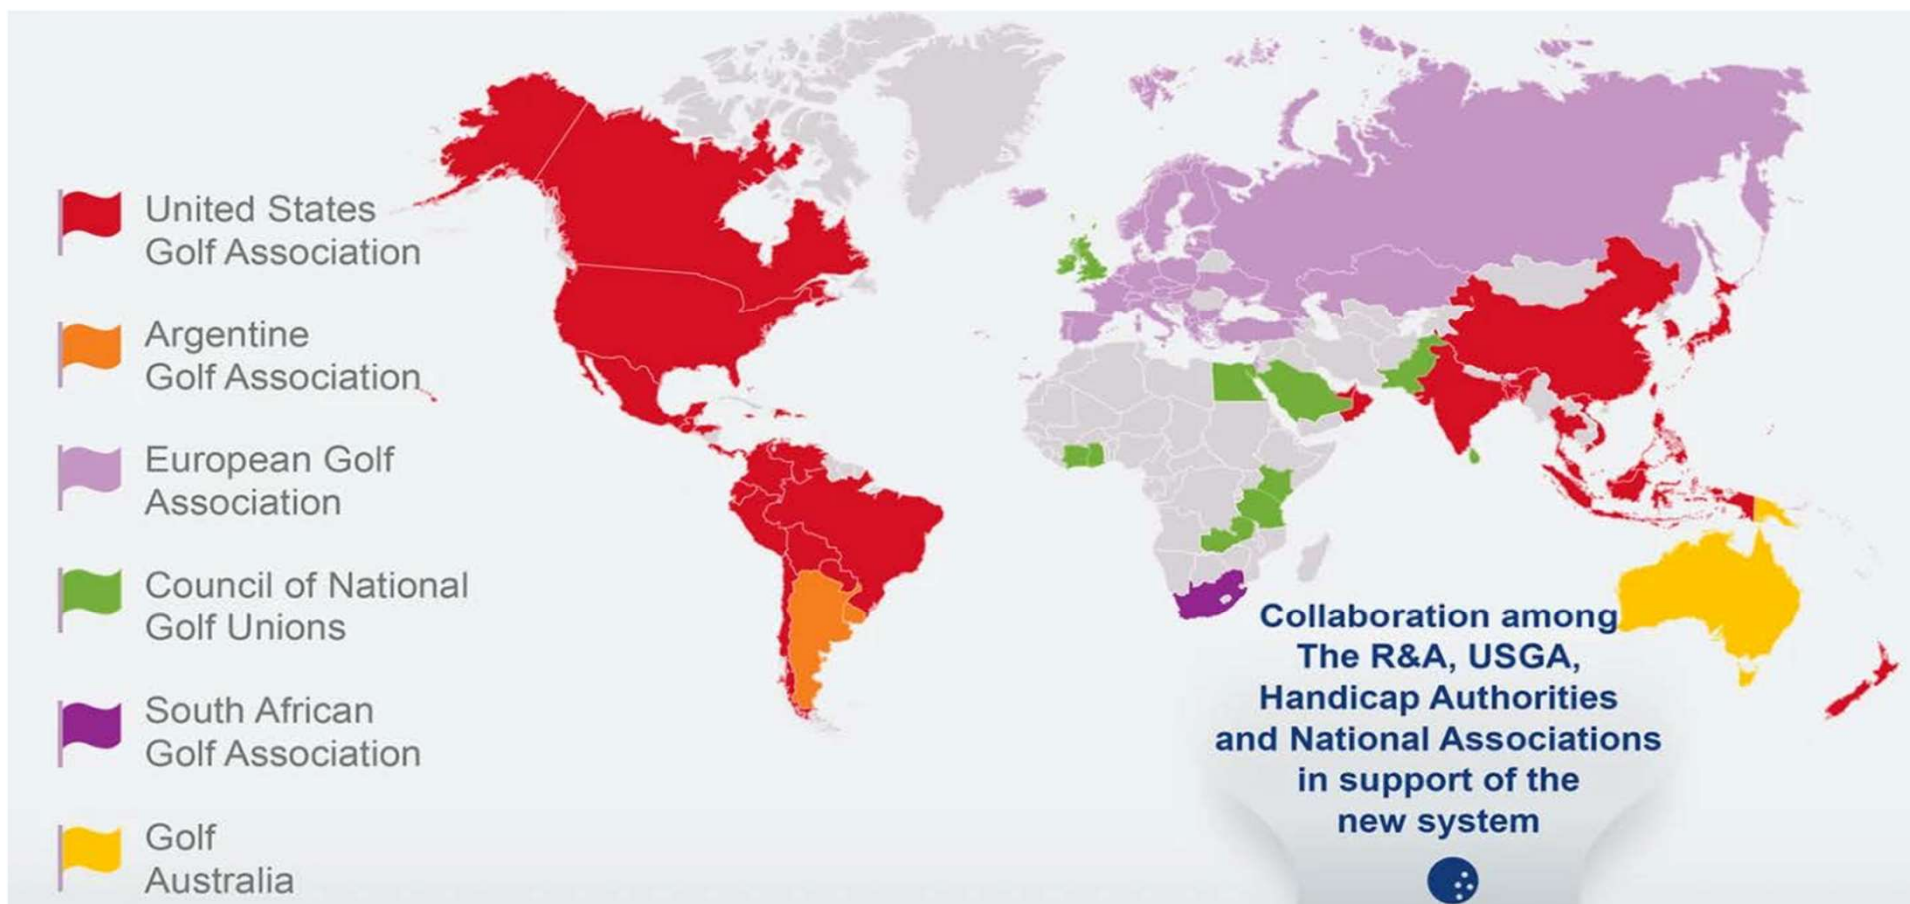 United States
Golf Association
Argentine
Golf Association
European Golf
Association
Council of National
Golf Unions
South African
Golf Association
Golf
Australia
Collaboration among
The R&A, USGA,
Handicap Authorities
and National Associations
in support of the
new system